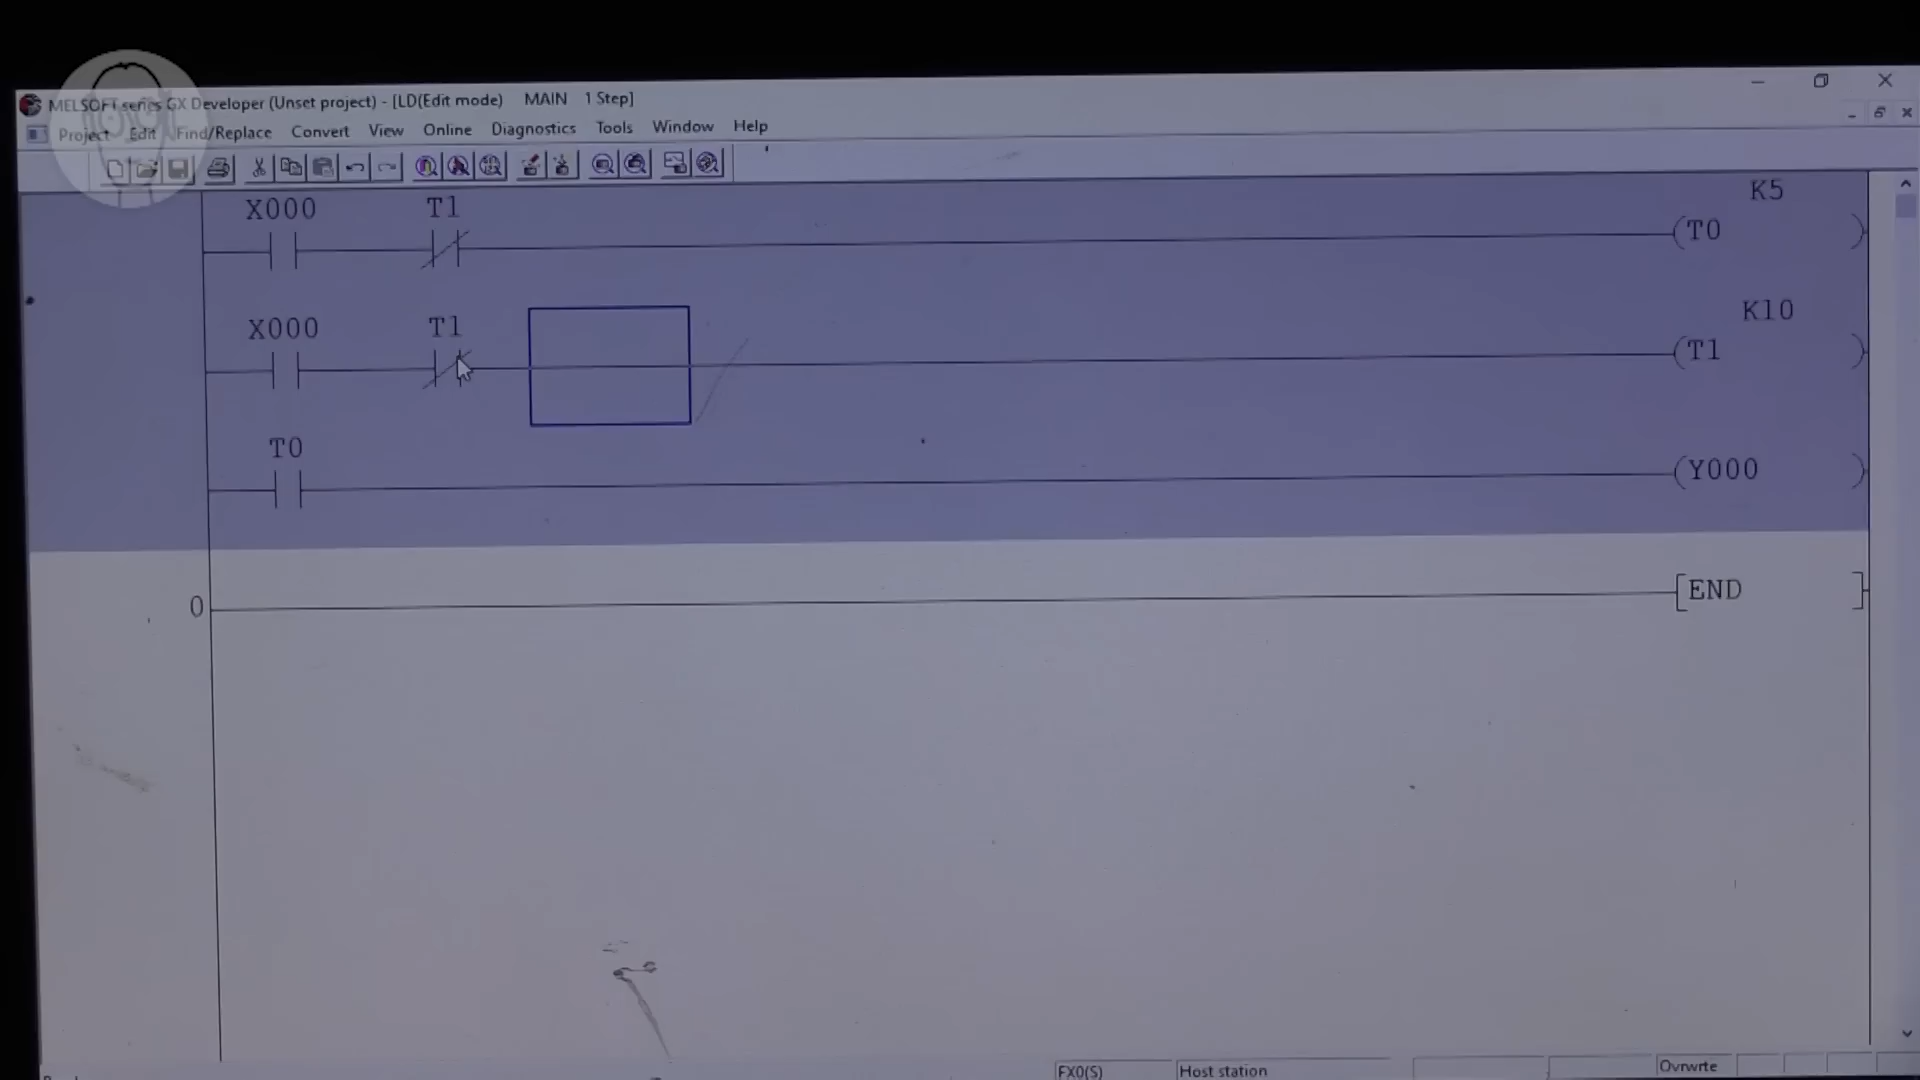 MELSOFT series GX Developer (Unset project) - [LD(Edit mode) MAIN 1 Step]
Project Edit Find/Replace Convert View Online Diagnostics Tools Window Help
K5
X000 T1
(T0 )
K10
X000 T1
(T1 )
T0
(Y000 )
0 [END ]
FX0(S) Host station Ovrwrte